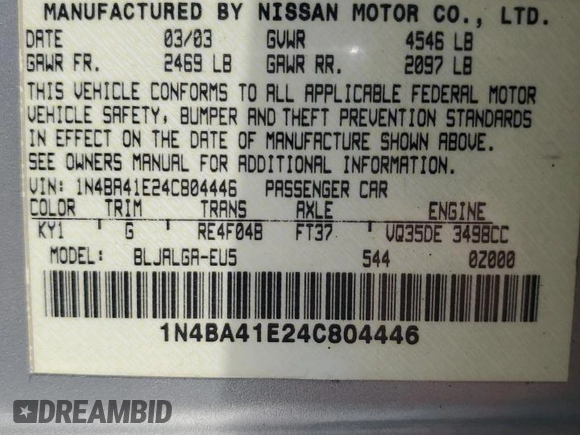 MANUFACTURED BY NISSAN MOTOR CO., LTD.
DATE 03/03 GVWR 4546 LB
GAWR FR. 2469 LB GAWR RR. 2097 LB
THIS VEHICLE CONFORMS TO ALL APPLICABLE FEDERAL MOTOR
VEHICLE SAFETY, BUMPER AND THEFT PREVENTION STANDARDS
IN EFFECT ON THE DATE OF MANUFACTURE SHOWN ABOVE.
SEE OWNERS MANUAL FOR ADDITIONAL INFORMATION.
VIN: 1N4BA41E24C804446 PASSENGER CAR
COLOR TRIM TRANS AXLE ENGINE
KY1 G RE4F04B FT37 VQ35DE 3498CC
MODEL: BLJALGA-EU5 544 0Z000
1N4BA41E24C804446
DREAMBID